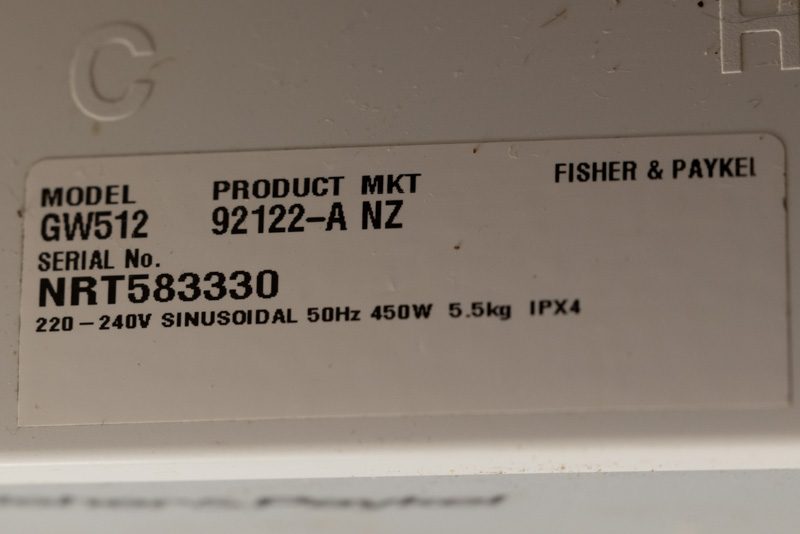 G
H
MODEL PRODUCT MKT FISHER & PAYKEL
GW512 92122-A NZ
SERIAL No.
NRT583330
220-240V SINUSOIDAL 50Hz 450W 5.5kg IPX4